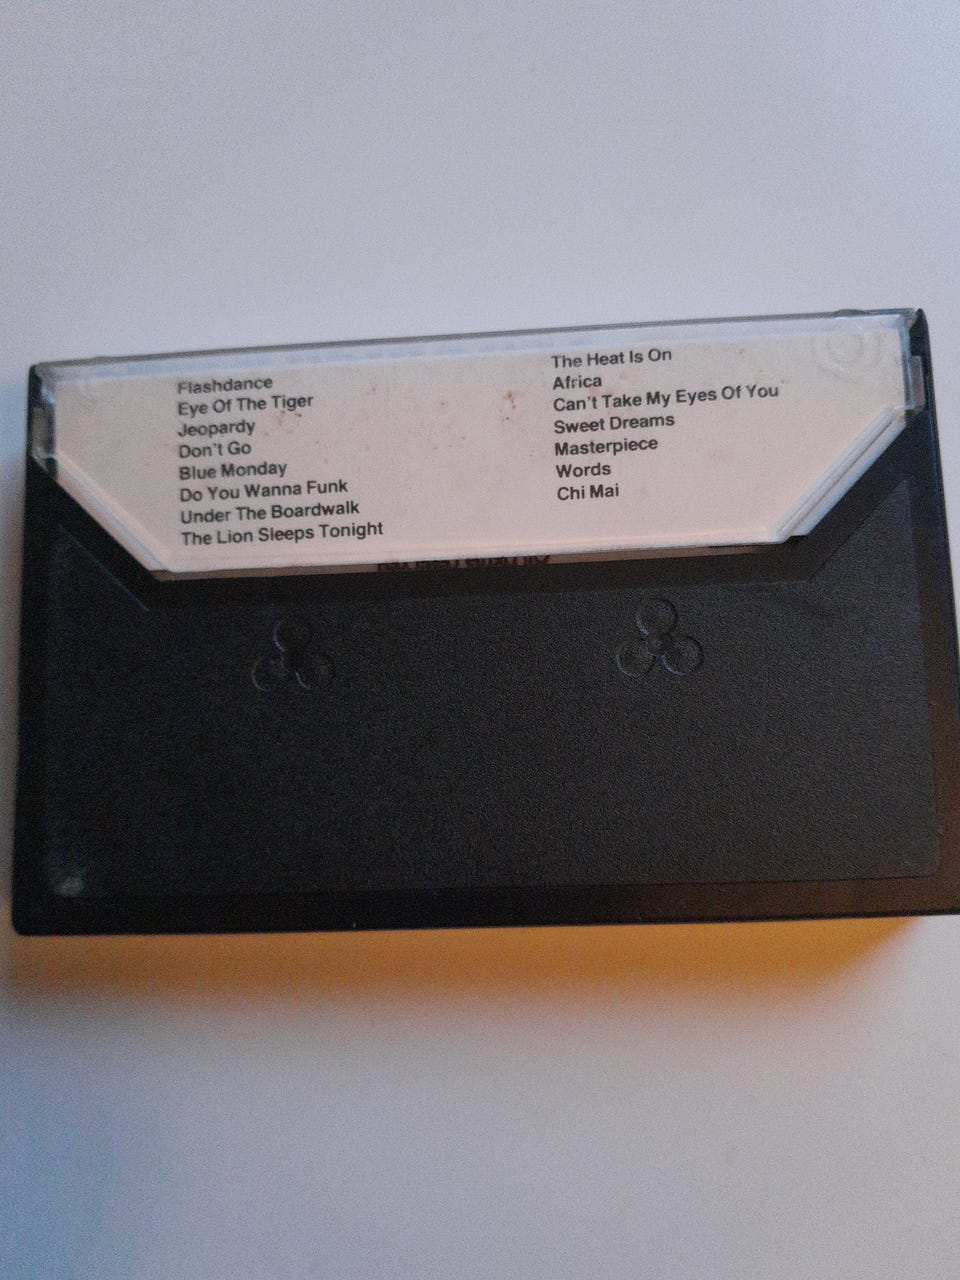 Flashdance
Eye Of The Tiger
Jeopardy
Don't Go
Blue Monday
Do You Wanna Funk
Under The Boardwalk
The Lion Sleeps Tonight
The Heat Is On
Africa
Can't Take My Eyes Of You
Sweet Dreams
Masterpiece
Words
Chi Mai